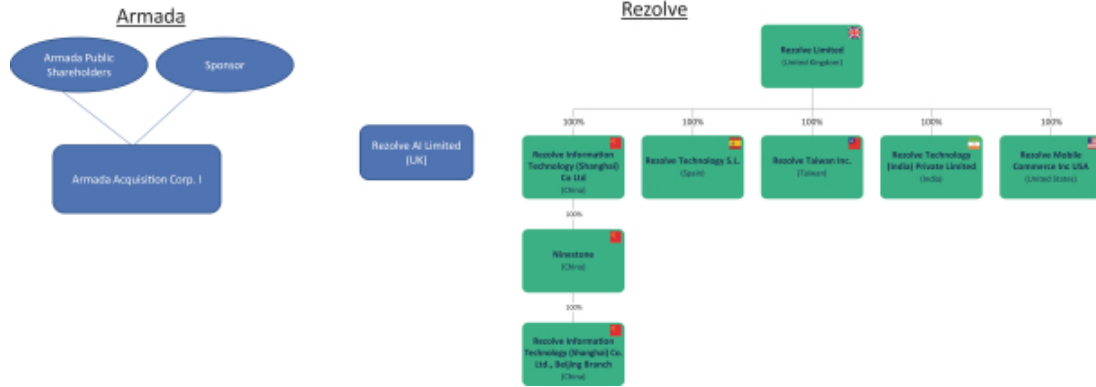 Armada
Rezolve
Armada Public
Shareholders
Sponsor
Armada Acquisition Corp. I
Rezolve AI Limited
(UK)
Rezolve Limited
(United Kingdom)
100%
100%
100%
100%
100%
Rezolve Information
Technology (Shanghai)
Co Ltd
(China)
Rezolve Technology S.L.
(Spain)
Rezolve Taiwan Inc.
(Taiwan)
Rezolve Technology
(India) Private Limited
(India)
Rezolve Mobile
Commerce Inc USA
(United States)
100%
Ninestone
(China)
100%
Rezolve Information
Technology (Shanghai) Co.
Ltd., Beijing Branch
(China)